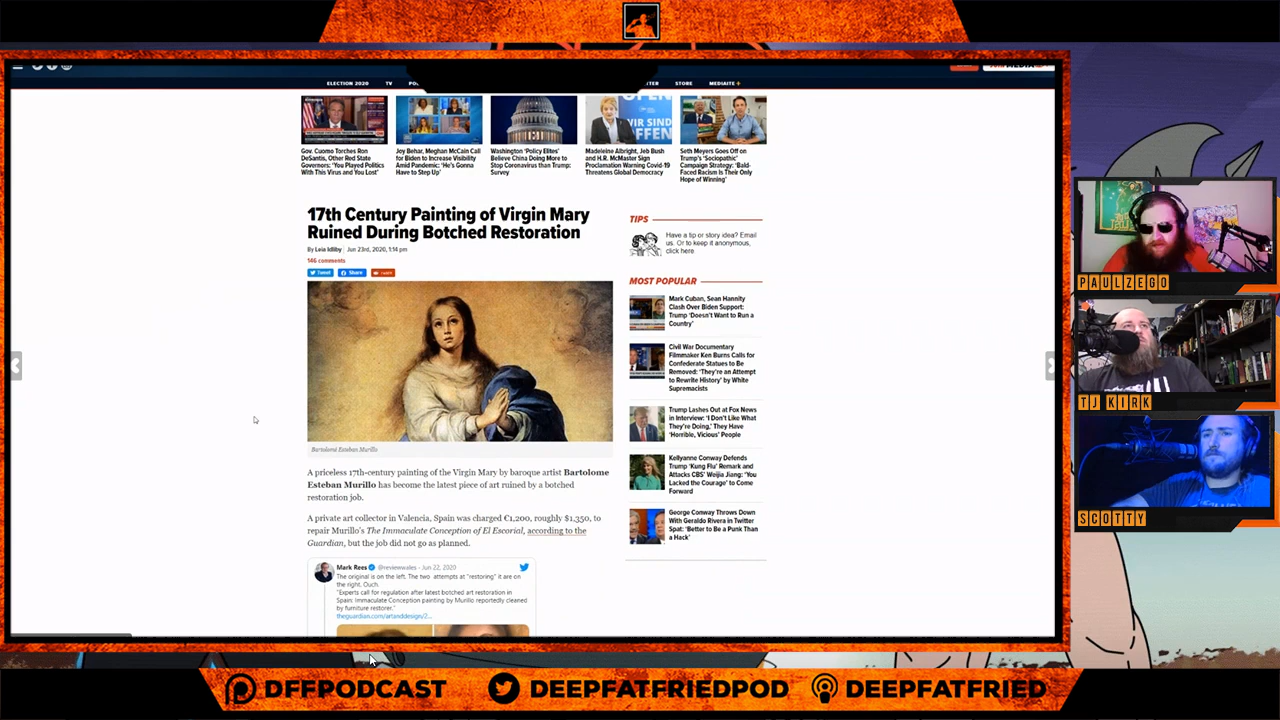 ELECTION 2020 TV
STORE MEDIAITE +
Gov. Cuomo Torches Ron
DeSantis, Other Red State
Governors: 'You Played Politics
With This Virus and You Lost'
Joy Behar, Meghan McCain Call
for Biden to Increase Visibility
Amid Pandemic: 'He's Gonna
Have to Step Up'
Washington 'Policy Elites'
Believe China Doing More to
Stop Coronavirus than Trump:
Survey
Madeleine Albright, Jeb Bush
and H.R. McMaster Sign
Proclamation Warning Covid-19
Threatens Global Democracy
Seth Meyers Goes Off on
Trump's 'Sociopathic'
Campaign Strategy: 'Bald-
Faced Racism Is Their Only
Hope of Winning'
17th Century Painting of Virgin Mary
Ruined During Botched Restoration
By Leia Idliby | Jun 23rd, 2020, 1:14 pm
146 comments
Tweet Share
Bartolomé Esteban Murillo
A priceless 17th-century painting of the Virgin Mary by baroque artist Bartolome
Esteban Murillo has become the latest piece of art ruined by a botched
restoration job.
A private art collector in Valencia, Spain was charged €1,200, roughly $1,350, to
repair Murillo's The Immaculate Conception of El Escorial, according to the
Guardian, but the job did not go as planned.
Mark Rees @reviewwales · Jun 22, 2020
The original is on the left. The two attempts at "restoring" it are on
the right. Ouch.
"Experts call for regulation after latest botched art restoration in
Spain: Immaculate Conception painting by Murillo reportedly cleaned
by furniture restorer."
theguardian.com/artanddesign/2...
TIPS
Have a tip or story idea? Email
us. Or to keep it anonymous,
click here.
MOST POPULAR
Mark Cuban, Sean Hannity
Clash Over Biden Support:
Trump 'Doesn't Want to Run a
Country'
Civil War Documentary
Filmmaker Ken Burns Calls for
Confederate Statues to Be
Removed: 'They're an Attempt
to Rewrite History' by White
Supremacists
Trump Lashes Out at Fox News
in Interview: 'I Don't Like What
They're Doing,' They Have
'Horrible, Vicious' People
Kellyanne Conway Defends
Trump 'Kung Flu' Remark and
Attacks CBS' Weijia Jiang: 'You
Lacked the Courage' to Come
Forward
George Conway Throws Down
With Geraldo Rivera in Twitter
Spat: 'Better to Be a Punk Than
a Hack'
PAULZEGO
TJ KIRK
SCOTTY
DFFPODCAST
DEEPFATFRIEDPOD
DEEPFATFRIED